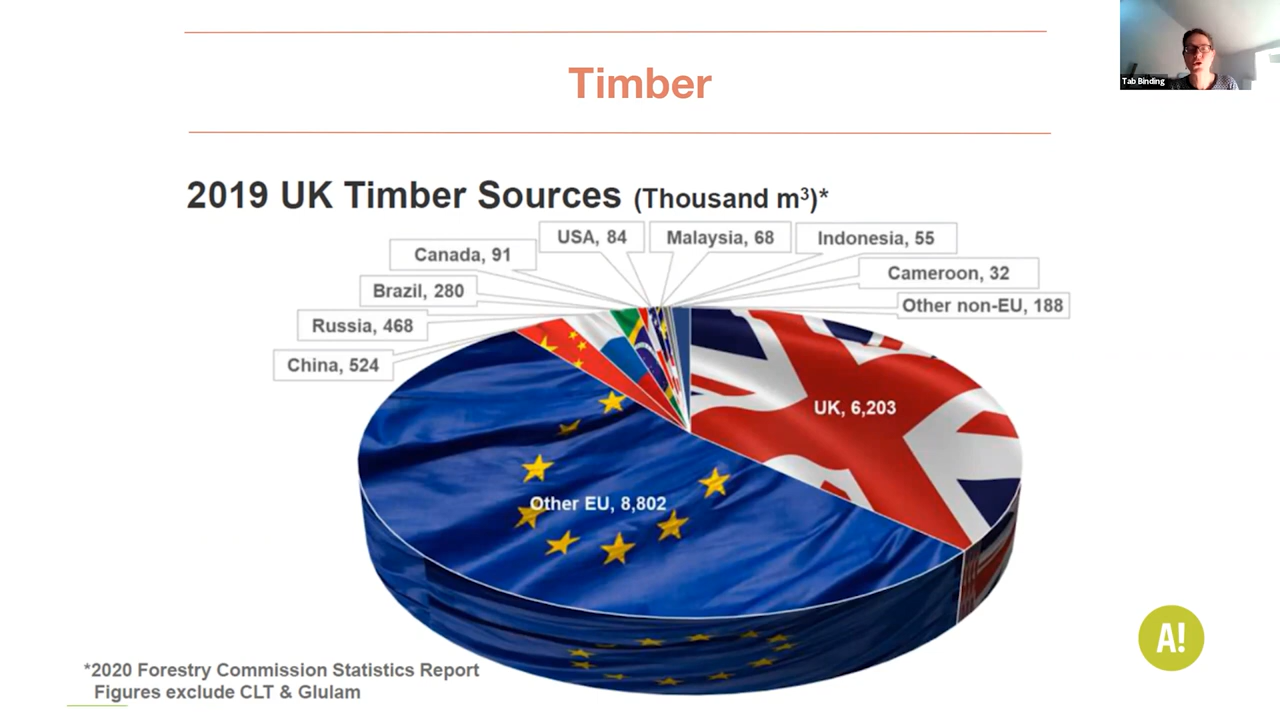 Timber
Tab Binding
2019 UK Timber Sources (Thousand m³)*
USA, 84
Malaysia, 68
Indonesia, 55
Canada, 91
Cameroon, 32
Brazil, 280
Other non-EU, 188
Russia, 468
China, 524
UK, 6,203
Other EU, 8,802
A!
*2020 Forestry Commission Statistics Report
Figures exclude CLT & Glulam